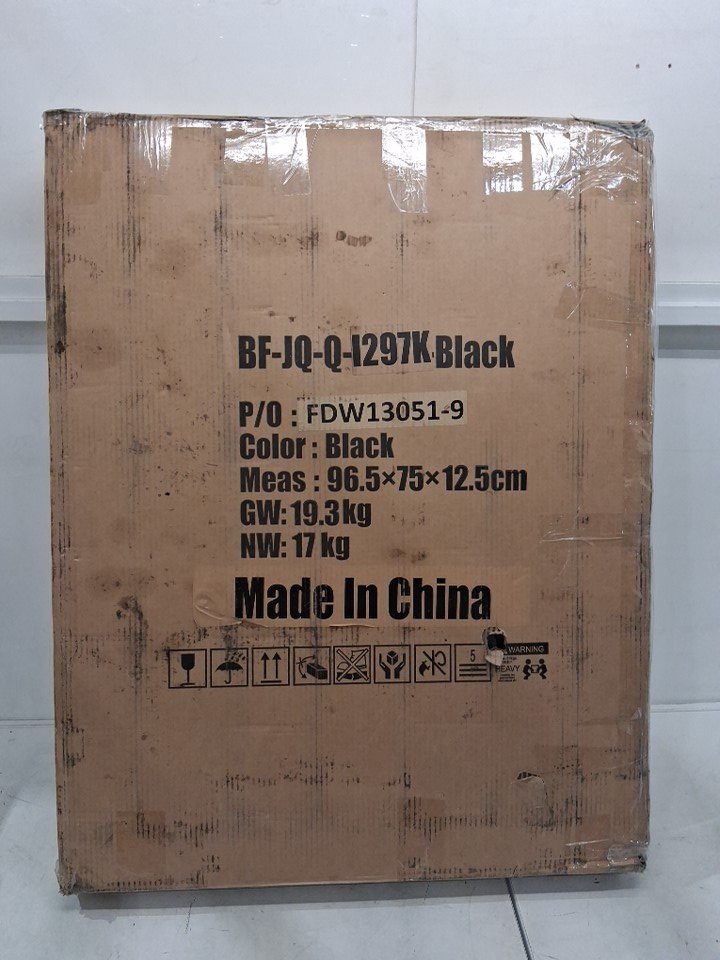 BF-JQ-Q-I297K Black
P/O : FDW13051-9
Color : Black
Meas : 96.5×75×12.5cm
GW: 19.3kg
NW: 17 kg
Made In China
5
WARNING
HEAVY